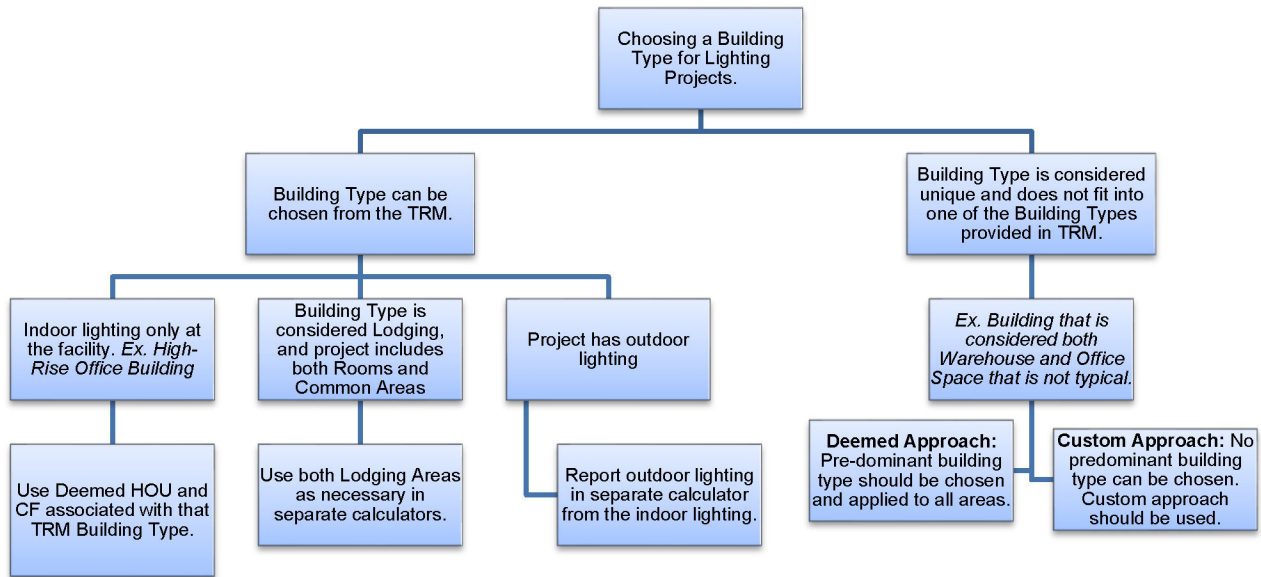 Choosing a Building
Type for Lighting
Projects.
Building Type can be
chosen from the TRM.
Building Type is considered
unique and does not fit into
one of the Building Types
provided in TRM.
Indoor lighting only at
the facility. Ex. High-
Rise Office Building
Building Type is
considered Lodging,
and project includes
both Rooms and
Common Areas
Project has outdoor
lighting
Ex. Building that is
considered both
Warehouse and Office
Space that is not typical.
Use Deemed HOU and
CF associated with that
TRM Building Type.
Use both Lodging Areas
as necessary in
separate calculators.
Report outdoor lighting
in separate calculator
from the indoor lighting.
Deemed Approach:
Pre-dominant building
type should be chosen
and applied to all areas.
Custom Approach: No
predominant building
type can be chosen.
Custom approach
should be used.